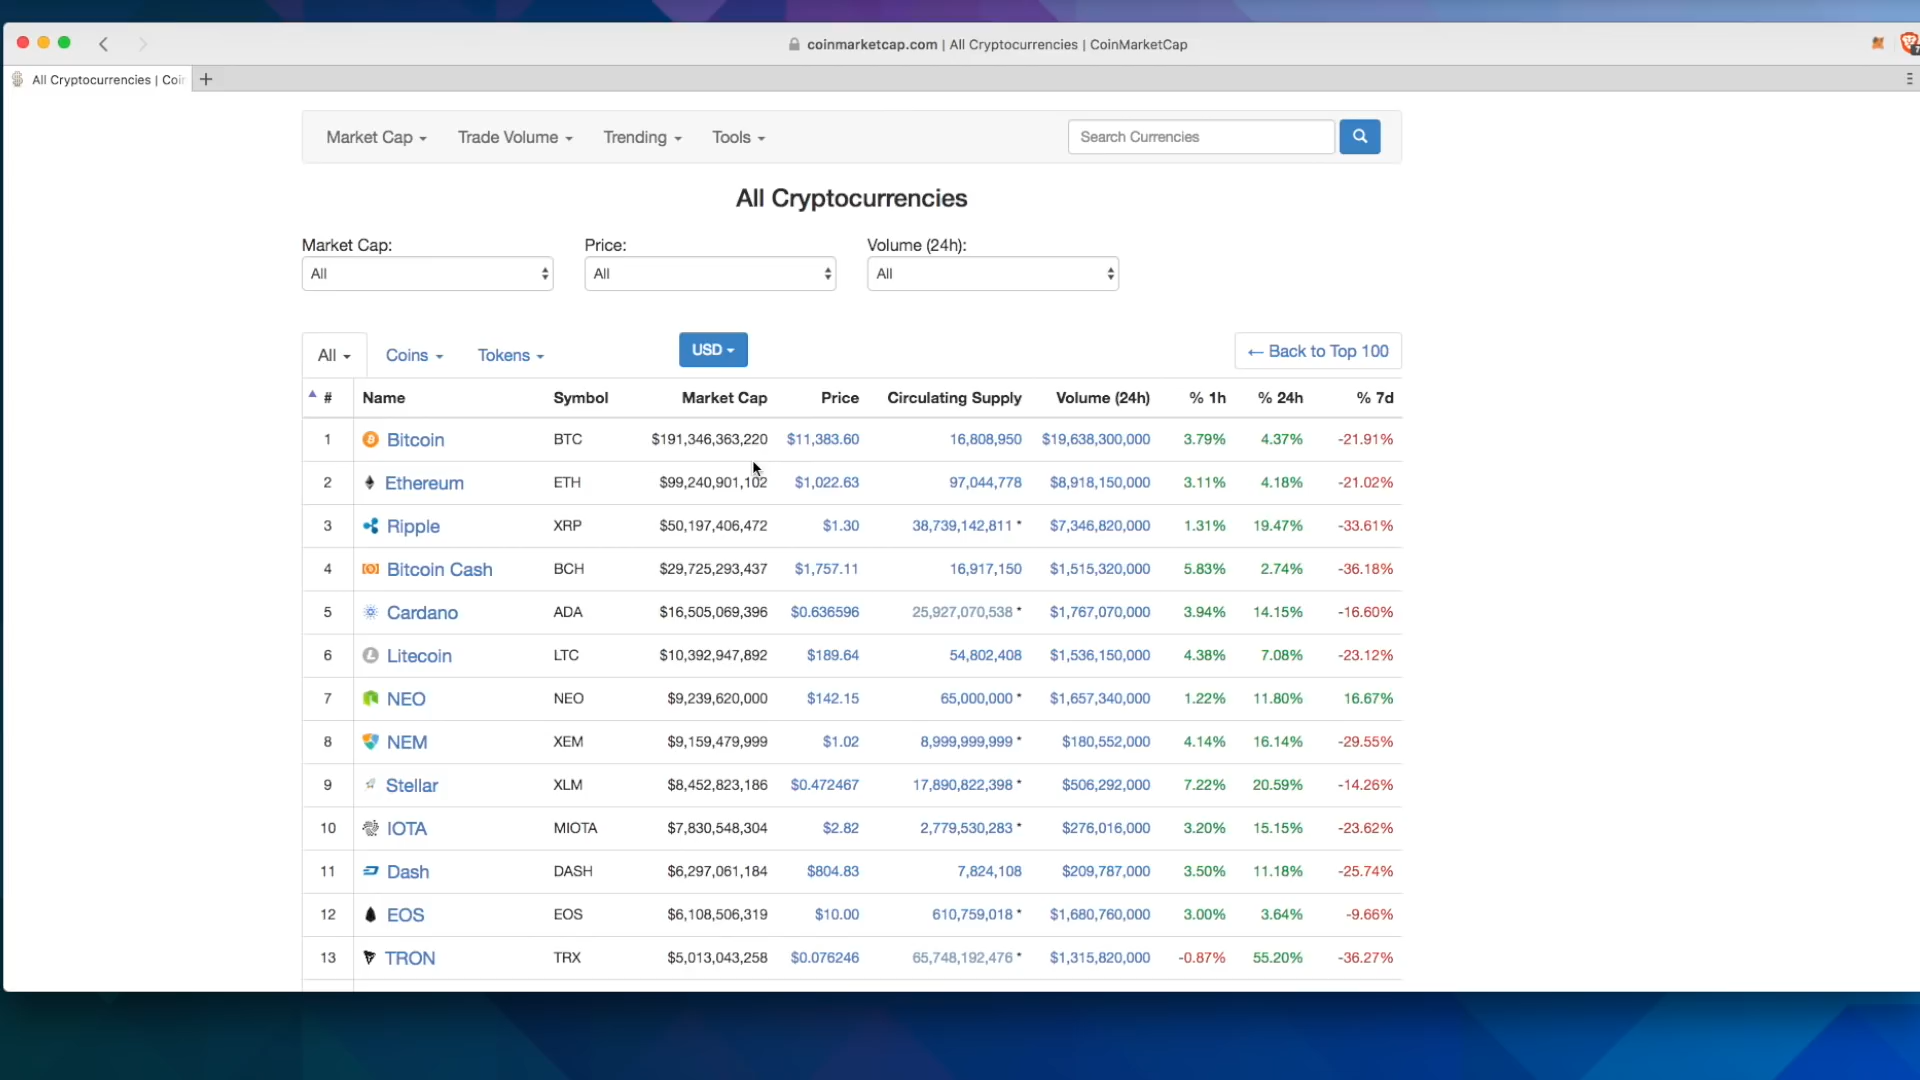 coinmarketcap.com | All Cryptocurrencies | CoinMarketCap
All Cryptocurrencies | Coi
Market Cap Trade Volume Trending Tools Search Currencies
All Cryptocurrencies
Market Cap: Price: Volume (24h):
All All All
All Coins Tokens USD ← Back to Top 100
# Name Symbol Market Cap Price Circulating Supply Volume (24h) % 1h % 24h % 7d
1 Bitcoin BTC $191,346,363,220 $11,383.60 16,808,950 $19,638,300,000 3.79% 4.37% -21.91%
2 Ethereum ETH $99,240,901,102 $1,022.63 97,044,778 $8,918,150,000 3.11% 4.18% -21.02%
3 Ripple XRP $50,197,406,472 $1.30 38,739,142,811 * $7,346,820,000 1.31% 19.47% -33.61%
4 Bitcoin Cash BCH $29,725,293,437 $1,757.11 16,917,150 $1,515,320,000 5.83% 2.74% -36.18%
5 Cardano ADA $16,505,069,396 $0.636596 25,927,070,538 * $1,767,070,000 3.94% 14.15% -16.60%
6 Litecoin LTC $10,392,947,892 $189.64 54,802,408 $1,536,150,000 4.38% 7.08% -23.12%
7 NEO NEO $9,239,620,000 $142.15 65,000,000 * $1,657,340,000 1.22% 11.80% 16.67%
8 NEM XEM $9,159,479,999 $1.02 8,999,999,999 * $180,552,000 4.14% 16.14% -29.55%
9 Stellar XLM $8,452,823,186 $0.472467 17,890,822,398 * $506,292,000 7.22% 20.59% -14.26%
10 IOTA MIOTA $7,830,548,304 $2.82 2,779,530,283 * $276,016,000 3.20% 15.15% -23.62%
11 Dash DASH $6,297,061,184 $804.83 7,824,108 $209,787,000 3.50% 11.18% -25.74%
12 EOS EOS $6,108,506,319 $10.00 610,759,018 * $1,680,760,000 3.00% 3.64% -9.66%
13 TRON TRX $5,013,043,258 $0.076246 65,748,192,476 * $1,315,820,000 -0.87% 55.20% -36.27%